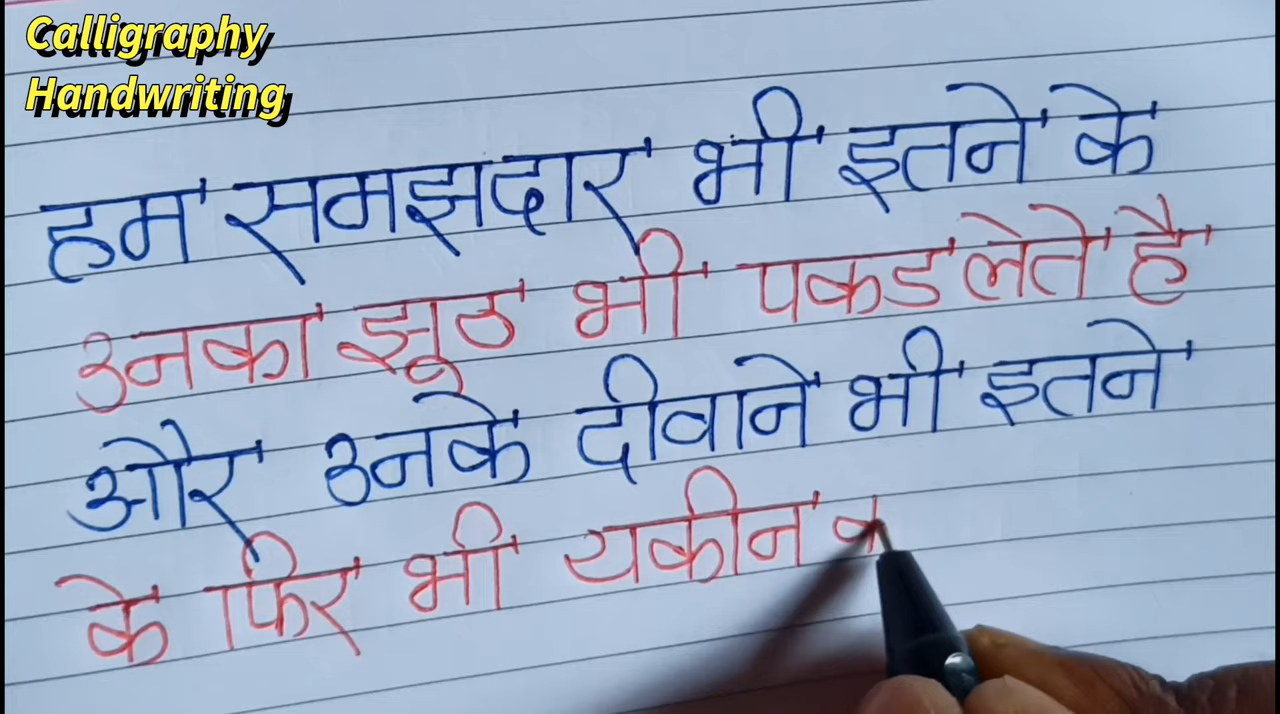 Calligraphy
Handwriting
हम समझदार भी इतने के
उनका झूठ भी पकड लेते है
और उनके दीवाने भी इतने
के फिर भी यकीन